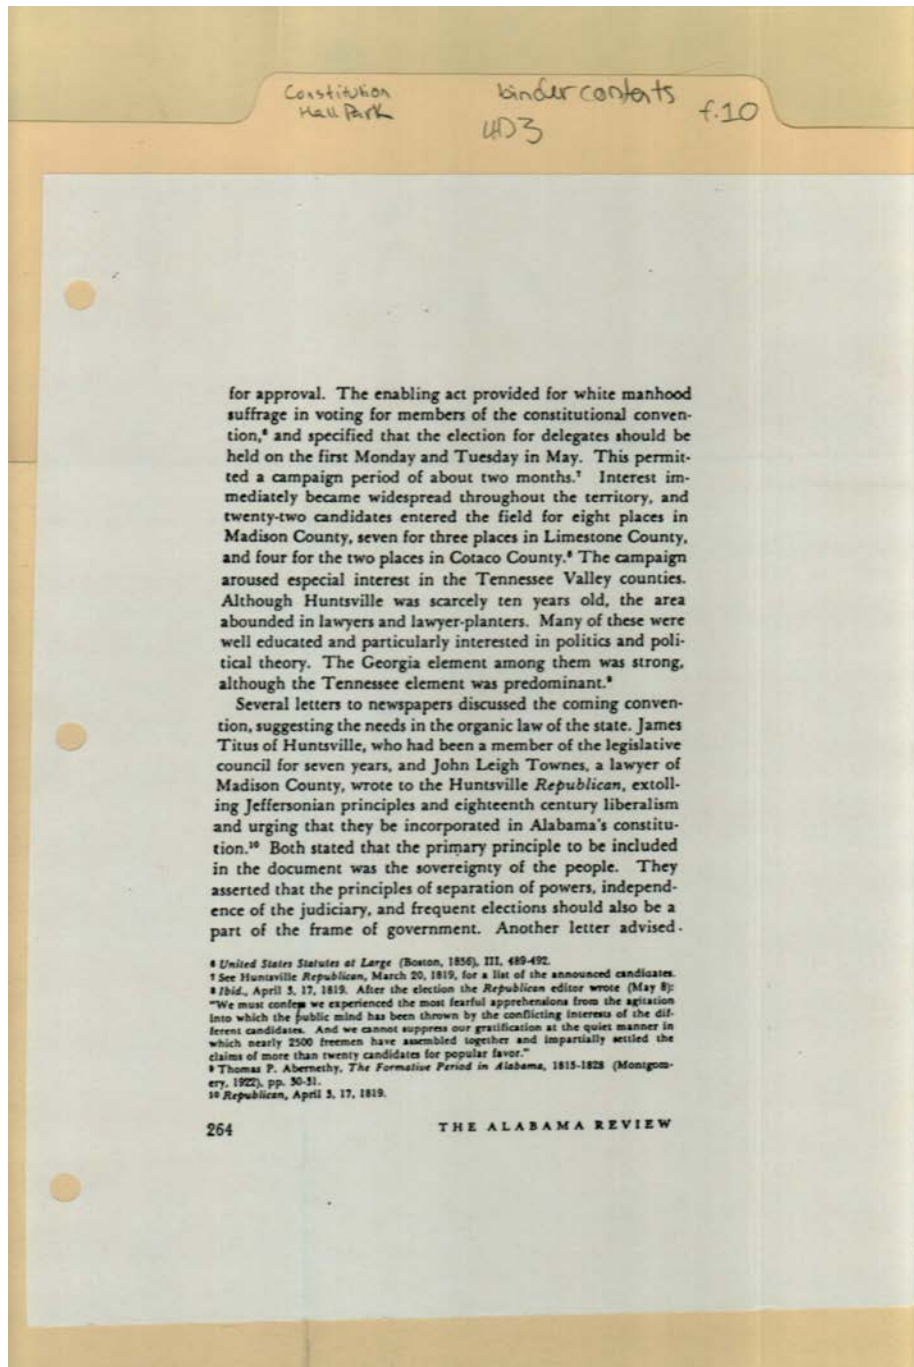 Constitution
Hall Park
binder contents
4D3
f.10
for approval. The enabling act provided for white manhood
suffrage in voting for members of the constitutional conven-
tion,⁶ and specified that the election for delegates should be
held on the first Monday and Tuesday in May. This permit-
ted a campaign period of about two months.⁷ Interest im-
mediately became widespread throughout the territory, and
twenty-two candidates entered the field for eight places in
Madison County, seven for three places in Limestone County,
and four for the two places in Cotaco County.⁸ The campaign
aroused especial interest in the Tennessee Valley counties.
Although Huntsville was scarcely ten years old, the area
abounded in lawyers and lawyer-planters. Many of these were
well educated and particularly interested in politics and poli-
tical theory. The Georgia element among them was strong,
although the Tennessee element was predominant.⁹
Several letters to newspapers discussed the coming conven-
tion, suggesting the needs in the organic law of the state. James
Titus of Huntsville, who had been a member of the legislative
council for seven years, and John Leigh Townes, a lawyer of
Madison County, wrote to the Huntsville Republican, extoll-
ing Jeffersonian principles and eighteenth century liberalism
and urging that they be incorporated in Alabama's constitu-
tion.¹⁰ Both stated that the primary principle to be included
in the document was the sovereignty of the people. They
asserted that the principles of separation of powers, independ-
ence of the judiciary, and frequent elections should also be a
part of the frame of government. Another letter advised
⁶ United States Statutes at Large (Boston, 1856), III, 489-492.
⁷ See Huntsville Republican, March 20, 1819, for a list of the announced candidates.
⁸ Ibid., April 3, 17, 1819. After the election the Republican editor wrote (May 8):
"We must confess we experienced the most fearful apprehensions from the agitation
into which the public mind has been thrown by the conflicting interests of the dif-
ferent candidates. And we cannot suppress our gratification at the quiet manner in
which nearly 2500 freemen have assembled together and impartially settled the
claims of more than twenty candidates for popular favor."
⁹ Thomas P. Abernethy, The Formative Period in Alabama, 1815-1828 (Montgom-
ery, 1922), pp. 30-31.
¹⁰ Republican, April 3, 17, 1819.
264
THE ALABAMA REVIEW